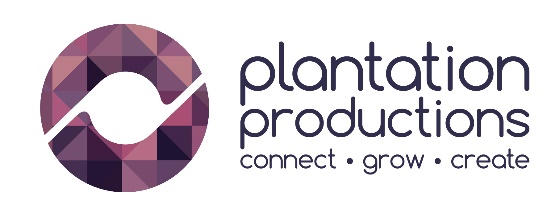 plantation
productions
connect • grow • create